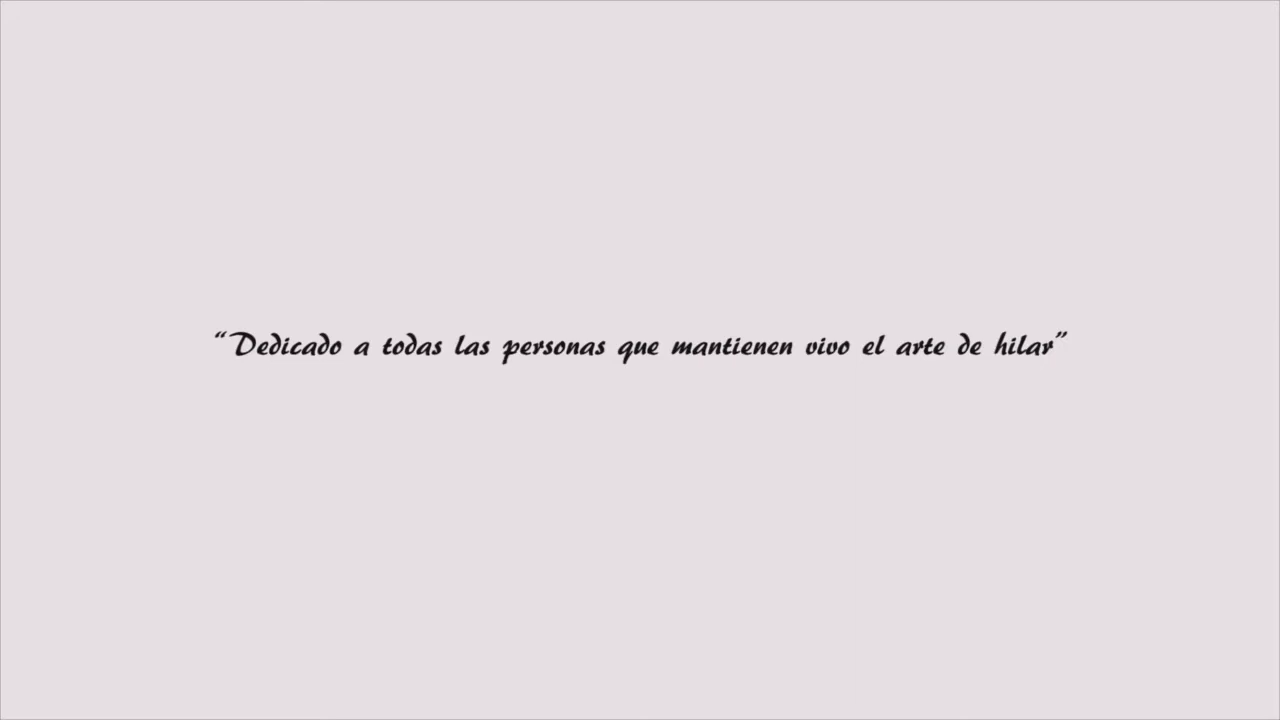 “Dedicado a todas las personas que mantienen vivo el arte de hilar”